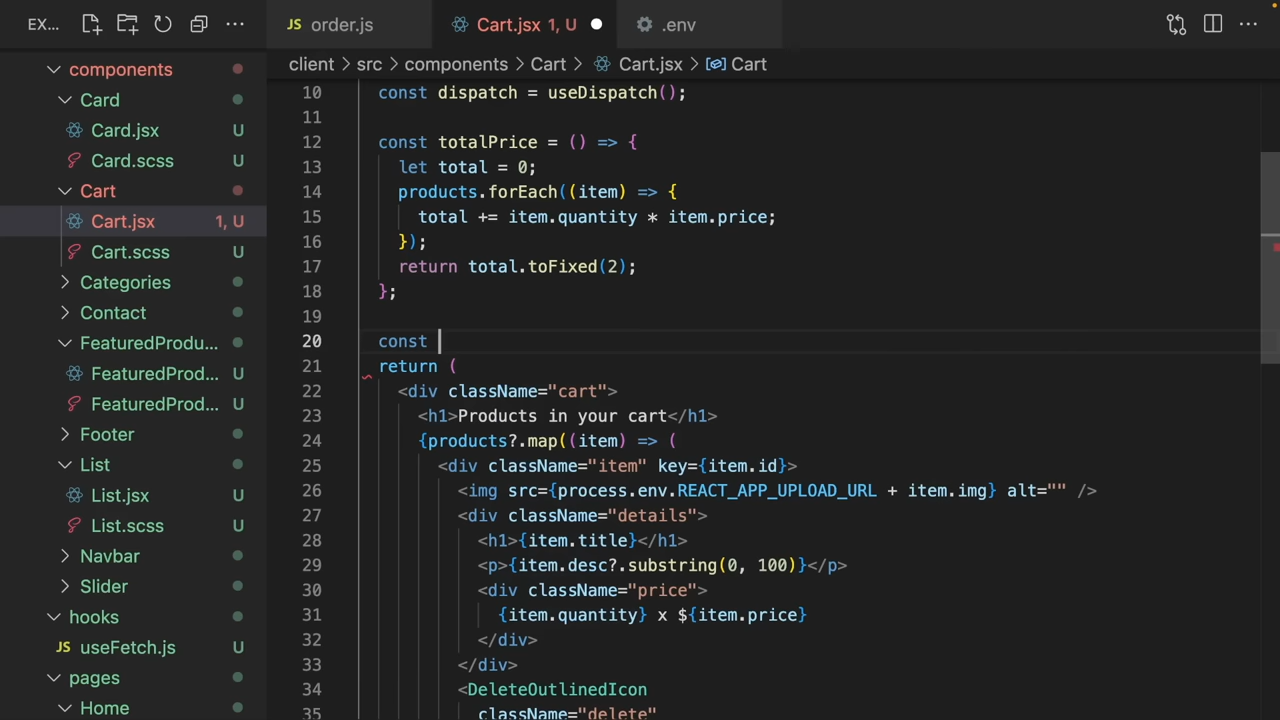 EX...
JS order.js
Cart.jsx 1, U
.env
client > src > components > Cart > Cart.jsx > Cart
components
Card
Card.jsx U
Card.scss U
Cart
Cart.jsx 1, U
Cart.scss U
Categories
Contact
FeaturedProdu...
FeaturedProd... U
FeaturedProd... U
Footer
List
List.jsx U
List.scss U
Navbar
Slider
hooks
JS useFetch.js U
pages
Home
10 const dispatch = useDispatch();
11
12 const totalPrice = () => {
13 let total = 0;
14 products.forEach((item) => {
15 total += item.quantity * item.price;
16 });
17 return total.toFixed(2);
18 };
19
20 const
21 return (
22 <div className="cart">
23 <h1>Products in your cart</h1>
24 {products?.map((item) => (
25 <div className="item" key={item.id}>
26 <img src={process.env.REACT_APP_UPLOAD_URL + item.img} alt="" />
27 <div className="details">
28 <h1>{item.title}</h1>
29 <p>{item.desc?.substring(0, 100)}</p>
30 <div className="price">
31 {item.quantity} x ${item.price}
32 </div>
33 </div>
34 <DeleteOutlinedIcon
35 className="delete"